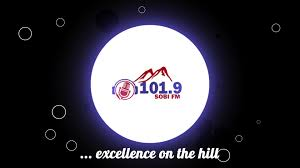 101.9
SOBI FM
... excellence on the hill